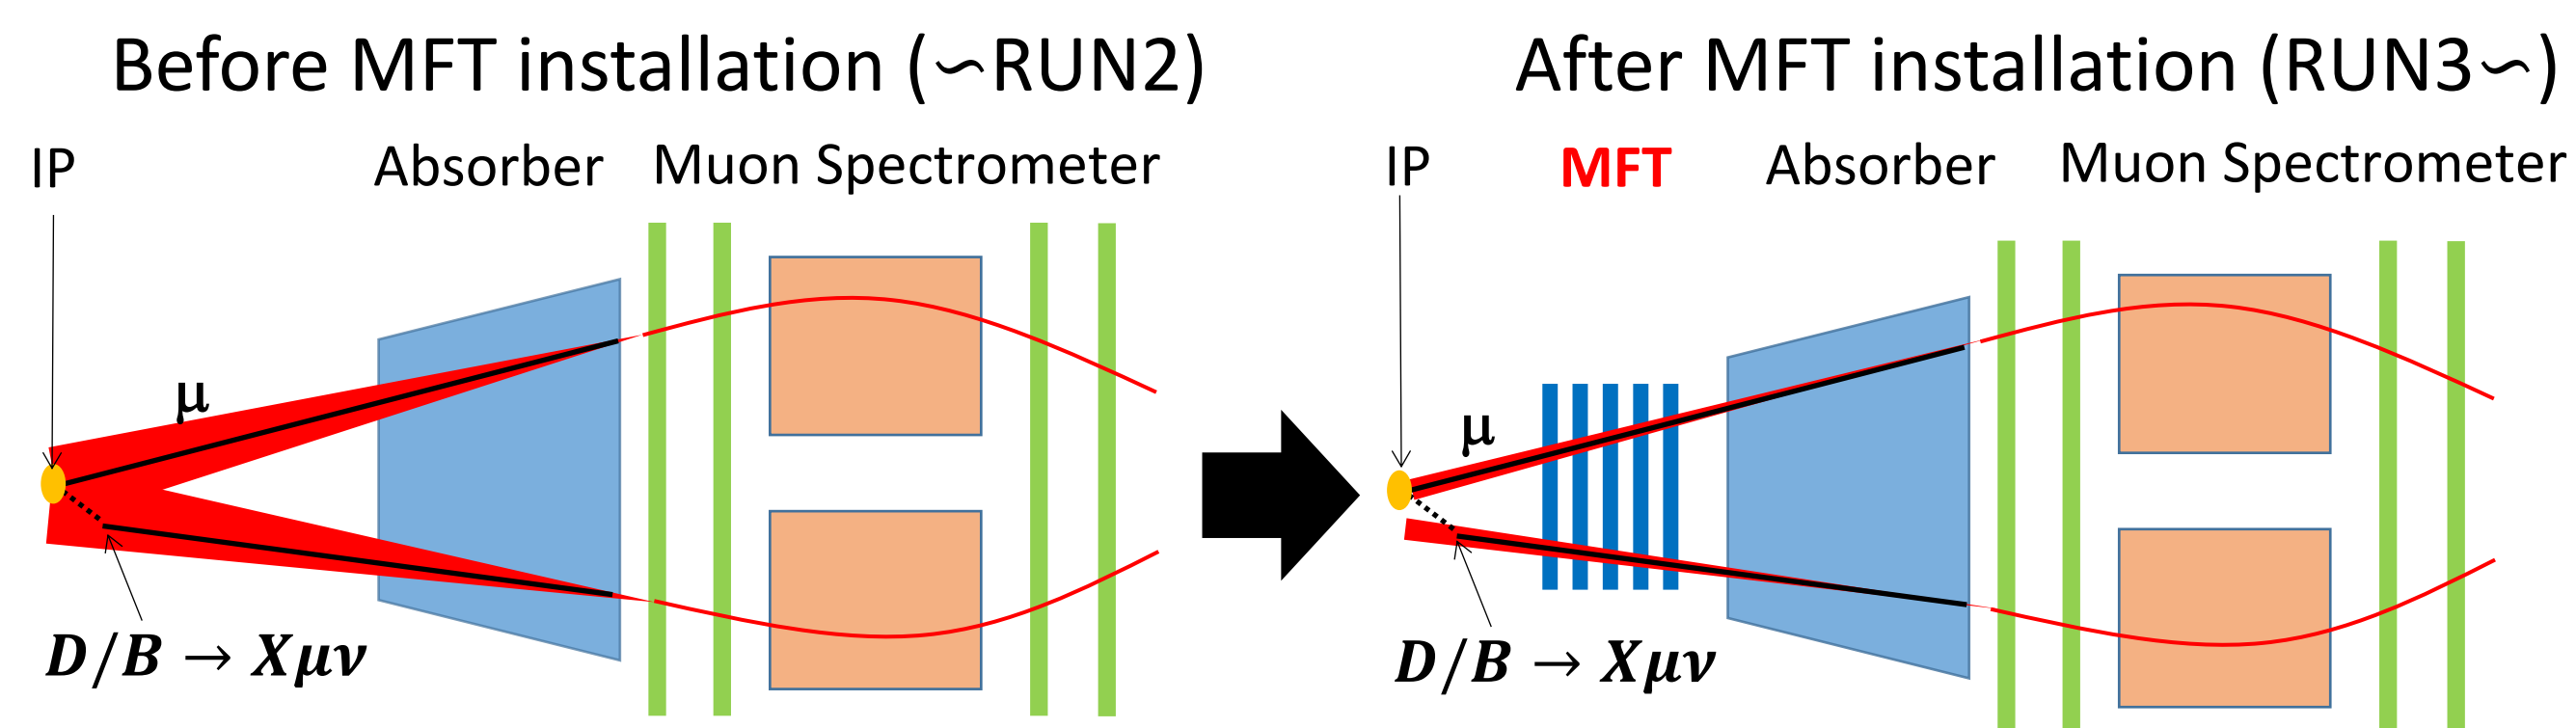 Before MFT installation (∽RUN2)
IP
Absorber
Muon Spectrometer
μ
D/B → Xμν
After MFT installation (RUN3∽)
IP
MFT
Absorber
Muon Spectrometer
μ
D/B → Xμν